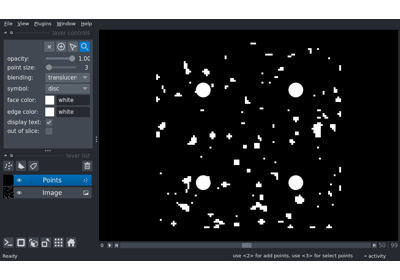 File View Plugins Window Help
layer controls
opacity: 1.00
point size: 3
blending: translucen
symbol: disc
face color: white
edge color: white
display text:
out of slice:
layer list
Points
Image
0 50 99
use <2> for add points, use <3> for select points activity
Ready